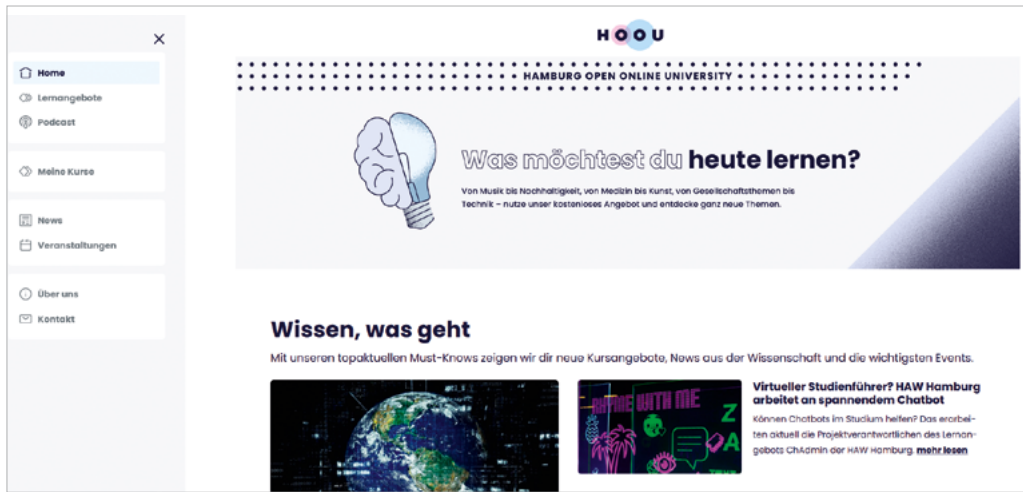 Home
Lernangebote
Podcast
Meine Kurse
News
Veranstaltungen
Über uns
Kontakt
HOOU
HAMBURG OPEN ONLINE UNIVERSITY
Was möchtest du heute lernen?
Von Musik bis Nachhaltigkeit, von Medizin bis Kunst, von Gesellschaftsthemen bis
Technik – nutze unser kostenloses Angebot und entdecke ganz neue Themen.
Wissen, was geht
Mit unseren topaktuellen Must-Knows zeigen wir dir neue Kursangebote, News aus der Wissenschaft und die wichtigsten Events.
RHYME WITH ME
Z
A
Virtueller Studienführer? HAW Hamburg
arbeitet an spannendem Chatbot
Können Chatbots im Studium helfen? Das erarbei-
ten aktuell die Projektverantwortlichen des Lernan-
gebots ChAdmin der HAW Hamburg. mehr lesen